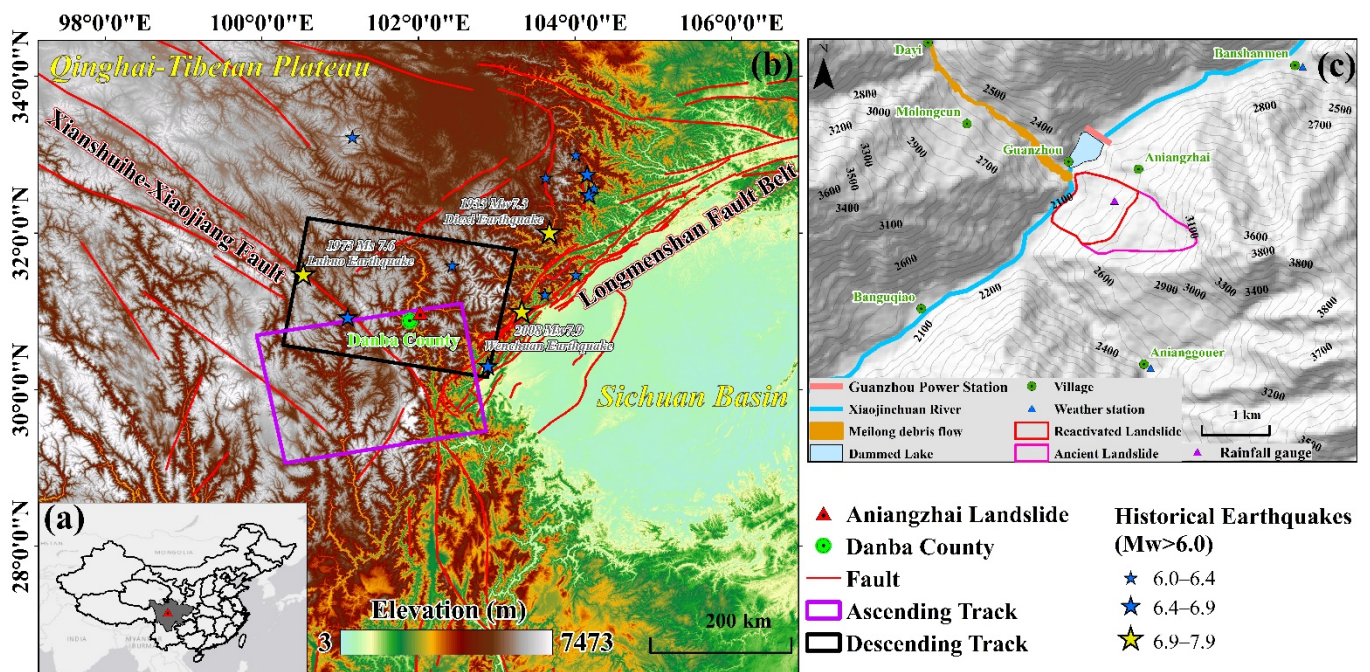 98°0'0"E
100°0'0"E
102°0'0"E
104°0'0"E
106°0'0"E
34°0'0"N
32°0'0"N
30°0'0"N
28°0'0"N
Qinghai-Tibetan Plateau
(b)
Xianshuihe-Xiaojiang Fault
1933 Mw7.3
Diexi Earthquake
1973 Ms 7.6
Luhuo Earthquake
Longmenshan Fault Belt
Danba County
2008 Mw7.9
Wenchuan Earthquake
Sichuan Basin
(a)
MONGOLIA
INDIA
Elevation (m)
3
7473
200 km
(c)
Dayi
Banshanmen
Molongcun
Guanzhou
Aniangzhai
Banguqiao
Anianggouer
2800
3000
3200
3300
3500
2900
2700
2500
2400
3600
3400
3100
2600
2100
2200
2100
2800
2500
2700
3100
3600
3800
3800
2600
2900
3000
3400
3800
3700
2400
3200
Guanzhou Power Station
Village
Xiaojinchuan River
Weather station
1 km
Meilong debris flow
Reactivated Landslide
Dammed Lake
Ancient Landslide
Rainfall gauge
Aniangzhai Landslide
Danba County
Fault
Ascending Track
Descending Track
Historical Earthquakes
(Mw>6.0)
6.0–6.4
6.4–6.9
6.9–7.9